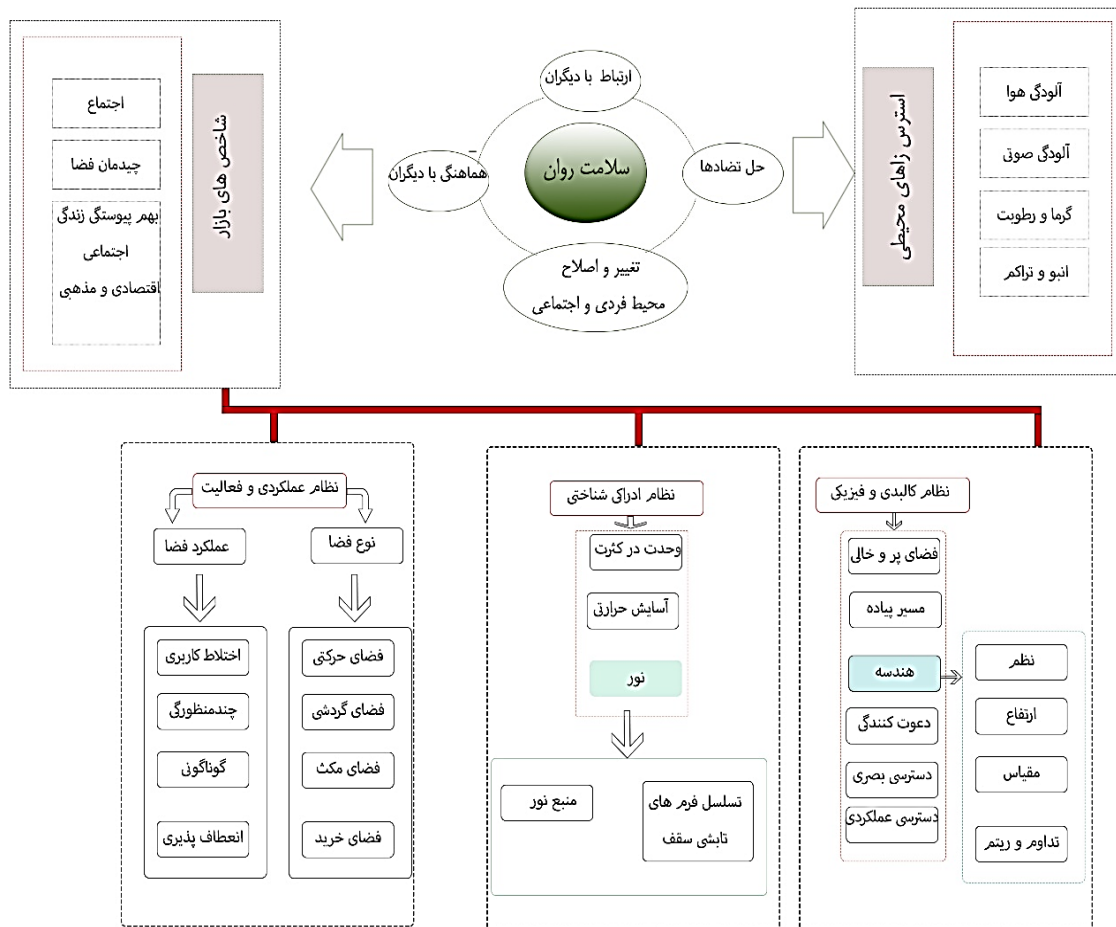 آلودگی هوا
آلودگی صوتی
گرما و رطوبت
انبو و تراکم
استرس زاهای محیطی
ارتباط با دیگران
حل تضادها
سلامت روان
هماهنگی با دیگران
تغییر و اصلاح
محیط فردی و اجتماعی
شاخص های بازار
اجتماع
چیدمان فضا
بهم پیوستگی زندگی
اجتماعی
اقتصادی و مذهبی
نظام کالبدی و فیزیکی
فضای پر و خالی
مسیر پیاده
هندسه
دعوت کنندگی
دسترسی بصری
دسترسی عملکردی
نظم
ارتفاع
مقیاس
تداوم و ریتم
نظام ادراکی شناختی
وحدت در کثرت
آسایش حرارتی
نور
تسلسل فرم های
تابشی سقف
منبع نور
نظام عملکردی و فعالیت
نوع فضا
فضای حرکتی
فضای گردشی
فضای مکث
فضای خرید
عملکرد فضا
اختلاط کاربری
چندمنظورگی
گوناگونی
انعطاف پذیری